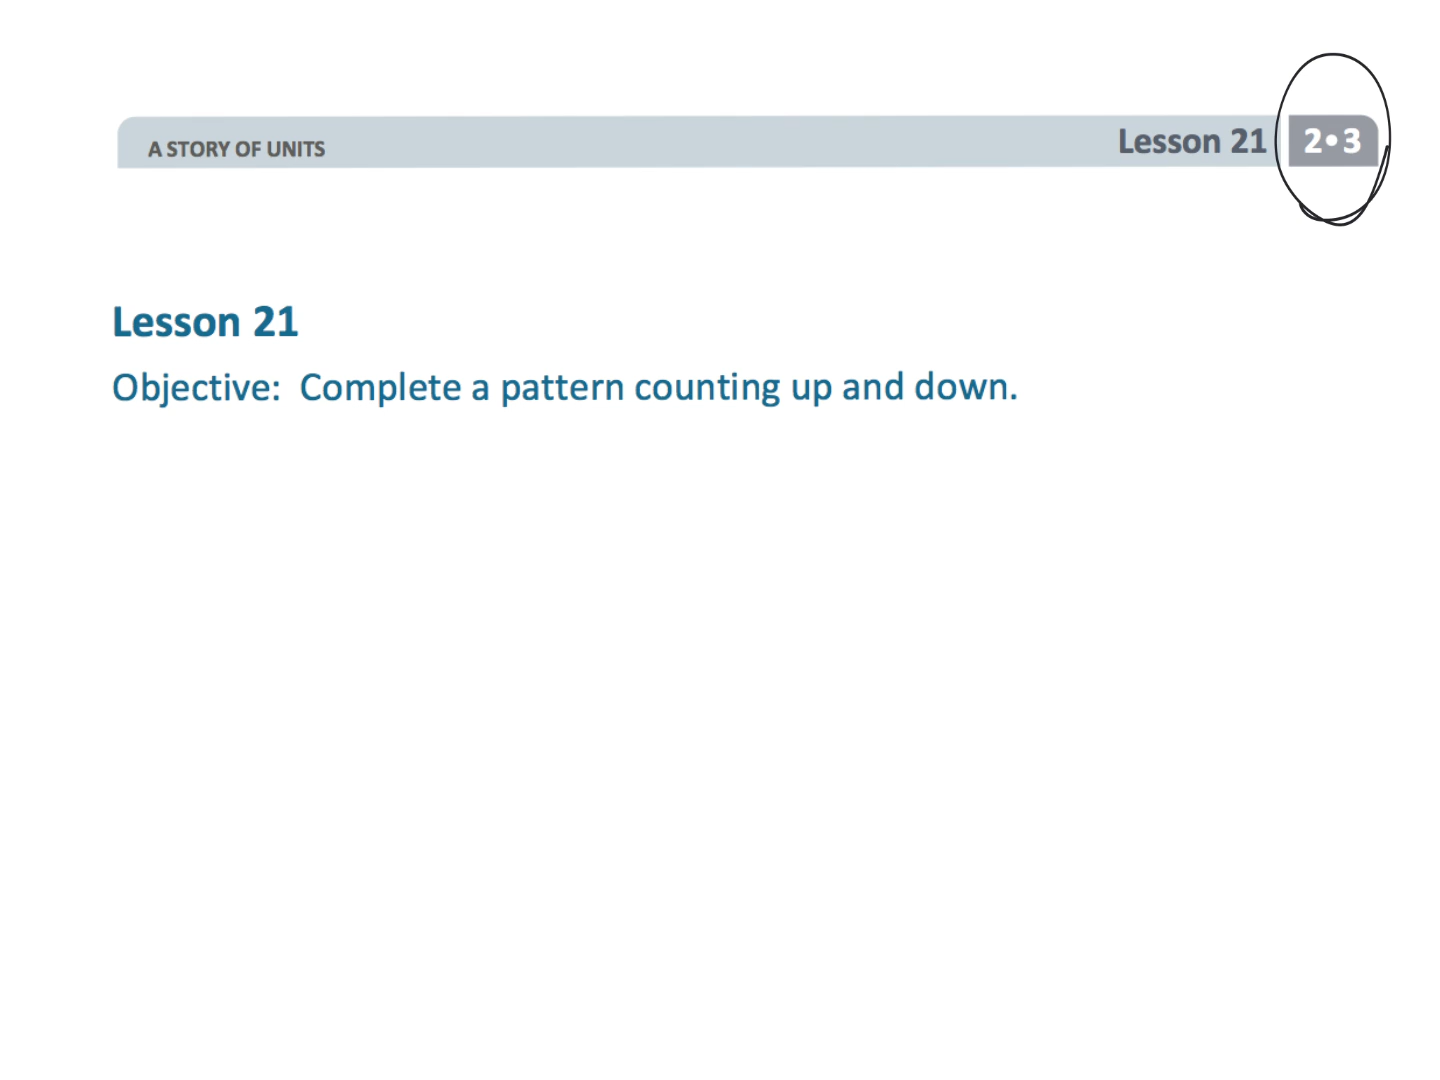 A STORY OF UNITS
Lesson 21 2•3
Lesson 21
Objective: Complete a pattern counting up and down.